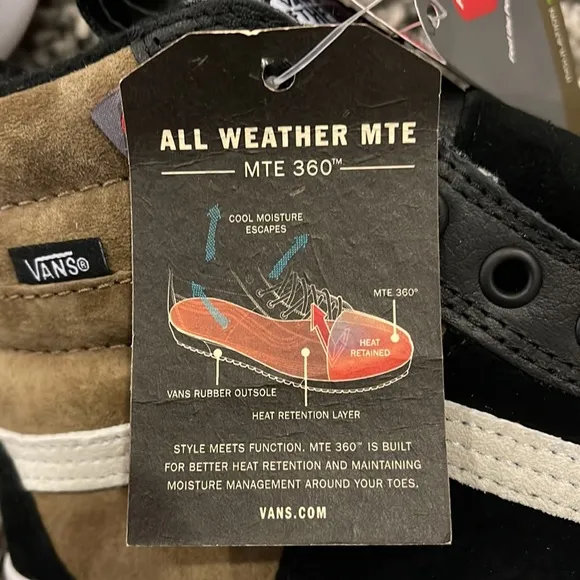 ALL WEATHER MTE
MTE 360™
COOL MOISTURE
ESCAPES
MTE 360®
HEAT
RETAINED
VANS RUBBER OUTSOLE
HEAT RETENTION LAYER
STYLE MEETS FUNCTION. MTE 360™ IS BUILT
FOR BETTER HEAT RETENTION AND MAINTAINING
MOISTURE MANAGEMENT AROUND YOUR TOES.
VANS.COM
VANS®